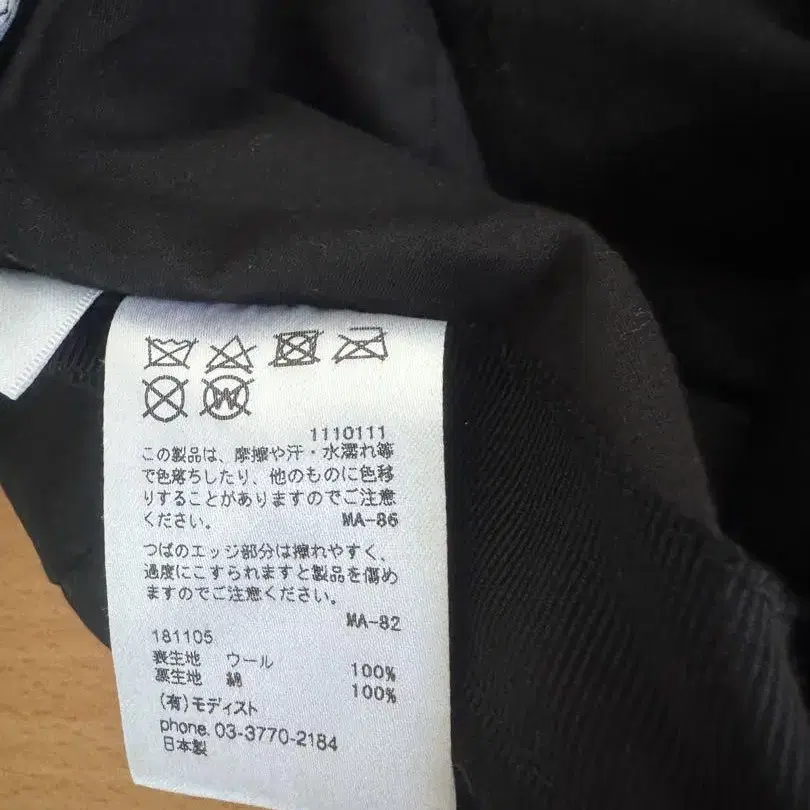 1110111
この製品は、摩擦や汗・水濡れ等
で色落ちしたり、他のものに色移
りすることがありますのでご注意
ください。 MA-86
つばのエッジ部分は擦れやすく、
過度にこすられますと製品を傷め
ますのでご注意ください。
MA-82
181105
表生地 ウール 100%
裏生地 綿 100%
(有)モディスト
phone. 03-3770-2184
日本製